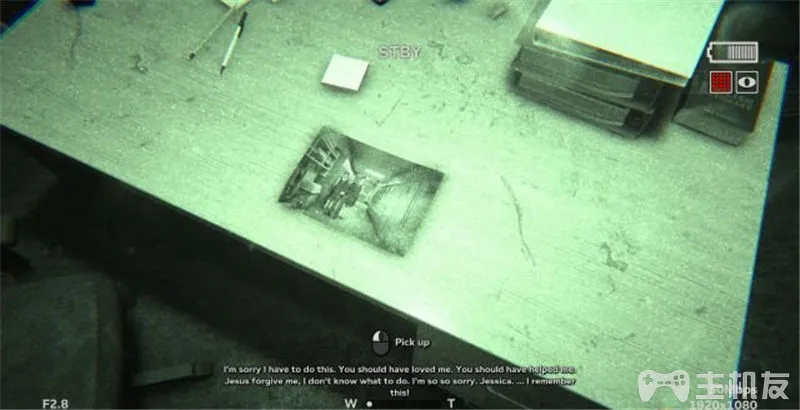 STBY
Pick up
I'm sorry I have to do this. You should have loved me. You should have helped me.
Jesus forgive me, I don't know what to do. I'm so so sorry. Jessica. ... I remember
this!
F2.8
W
T
主机友
1920x1080